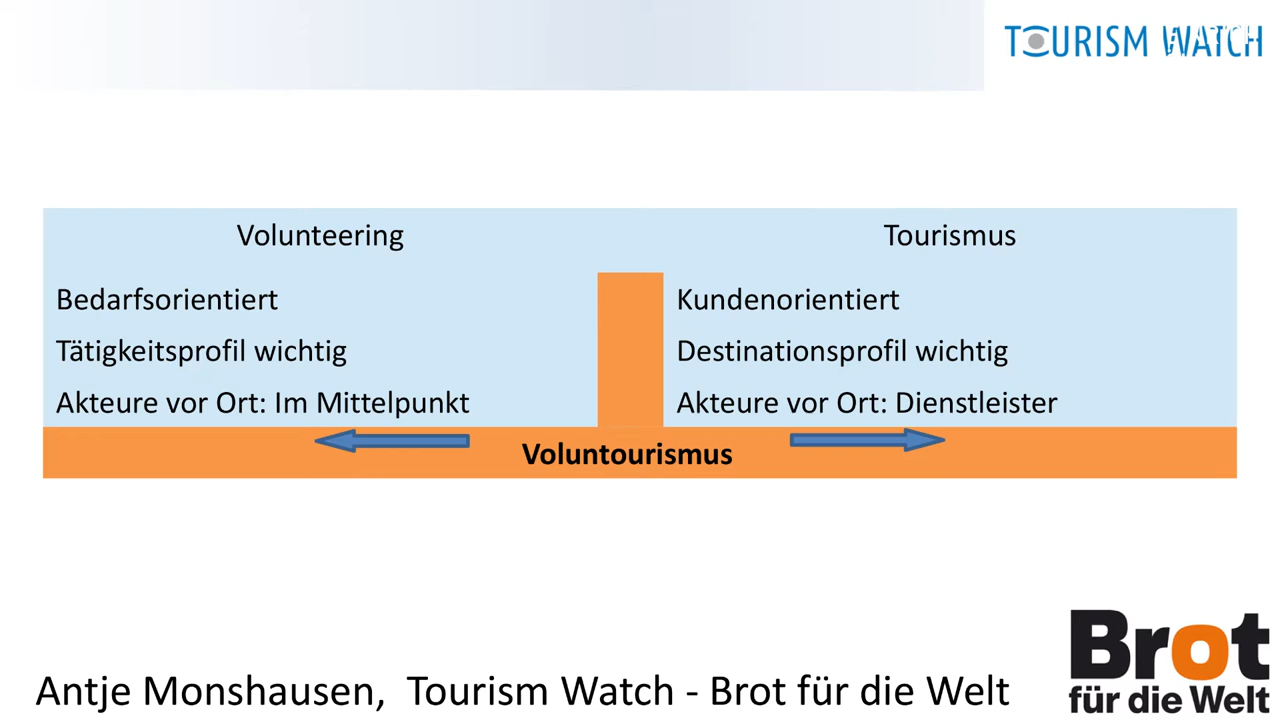 TOURISM WATCH
Volunteering
Tourismus
Bedarfsorientiert
Kundenorientiert
Tätigkeitsprofil wichtig
Destinationsprofil wichtig
Akteure vor Ort: Im Mittelpunkt
Akteure vor Ort: Dienstleister
Voluntourismus
Antje Monshausen, Tourism Watch - Brot für die Welt
Brot
für die Welt